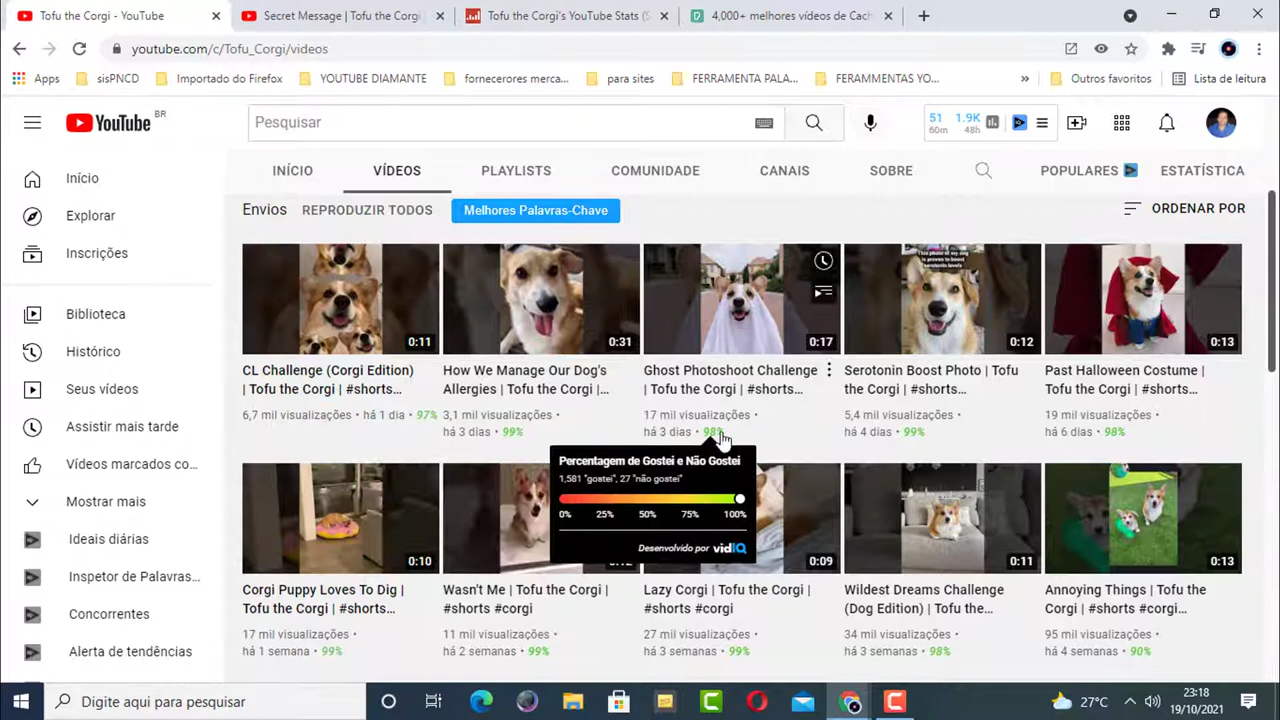 Tofu the Corgi - YouTube
Secret Message | Tofu the Corgi
Tofu the Corgi's YouTube Stats (S
4,000+ melhores vídeos de Cach
youtube.com/c/Tofu_Corgi/videos
Apps
sisPNCD
Importado do Firefox
YOUTUBE DIAMANTE
fornecerores merca...
para sites
FERRAMENTA PALA...
FERAMMENTAS YO...
»
Outros favoritos
Lista de leitura
YouTube BR
Pesquisar
51 1.9K
60m 48h
INÍCIO
VÍDEOS
PLAYLISTS
COMUNIDADE
CANAIS
SOBRE
POPULARES
ESTATÍSTICA
Início
Explorar
Inscrições
Biblioteca
Histórico
Seus vídeos
Assistir mais tarde
Vídeos marcados co...
Mostrar mais
Ideais diárias
Inspetor de Palavras...
Concorrentes
Alerta de tendências
Envios
REPRODUZIR TODOS
Melhores Palavras-Chave
ORDENAR POR
0:11
CL Challenge (Corgi Edition)
| Tofu the Corgi | #shorts...
6,7 mil visualizações • há 1 dia • 97%
0:31
How We Manage Our Dog's
Allergies | Tofu the Corgi |...
3,1 mil visualizações •
há 3 dias • 99%
0:17
Ghost Photoshoot Challenge
| Tofu the Corgi | #shorts...
17 mil visualizações •
há 3 dias • 98%
is proven to boost
serotonin levels
0:12
Serotonin Boost Photo | Tofu
the Corgi | #shorts...
5,4 mil visualizações •
há 4 dias • 99%
0:13
Past Halloween Costume |
Tofu the Corgi | #shorts...
19 mil visualizações •
há 6 dias • 98%
Percentagem de Gostei e Não Gostei
1,581 "gostei", 27 "não gostei"
0% 25% 50% 75% 100%
Desenvolvido por vidIQ
0:10
Corgi Puppy Loves To Dig |
Tofu the Corgi | #shorts...
17 mil visualizações •
há 1 semana • 99%
0:12
Wasn't Me | Tofu the Corgi |
#shorts #corgi
11 mil visualizações •
há 2 semanas • 99%
0:09
Lazy Corgi | Tofu the Corgi |
#shorts #corgi
27 mil visualizações •
há 3 semanas • 99%
0:11
Wildest Dreams Challenge
(Dog Edition) | Tofu the...
34 mil visualizações •
há 3 semanas • 98%
0:13
Annoying Things | Tofu the
Corgi | #shorts #corgi...
95 mil visualizações •
há 4 semanas • 90%
Digite aqui para pesquisar
27°C
23:18
19/10/2021